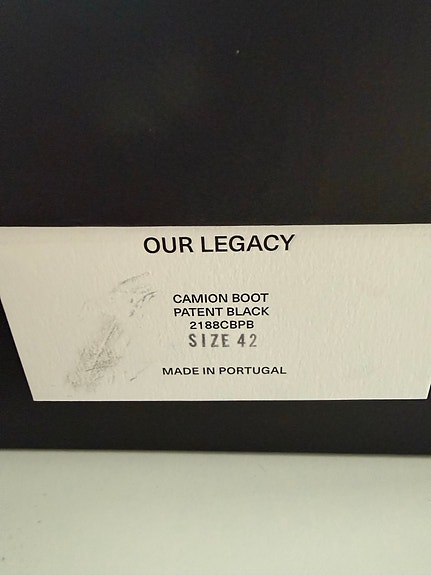 OUR LEGACY
CAMION BOOT
PATENT BLACK
2188CBPB
SIZE 42
MADE IN PORTUGAL